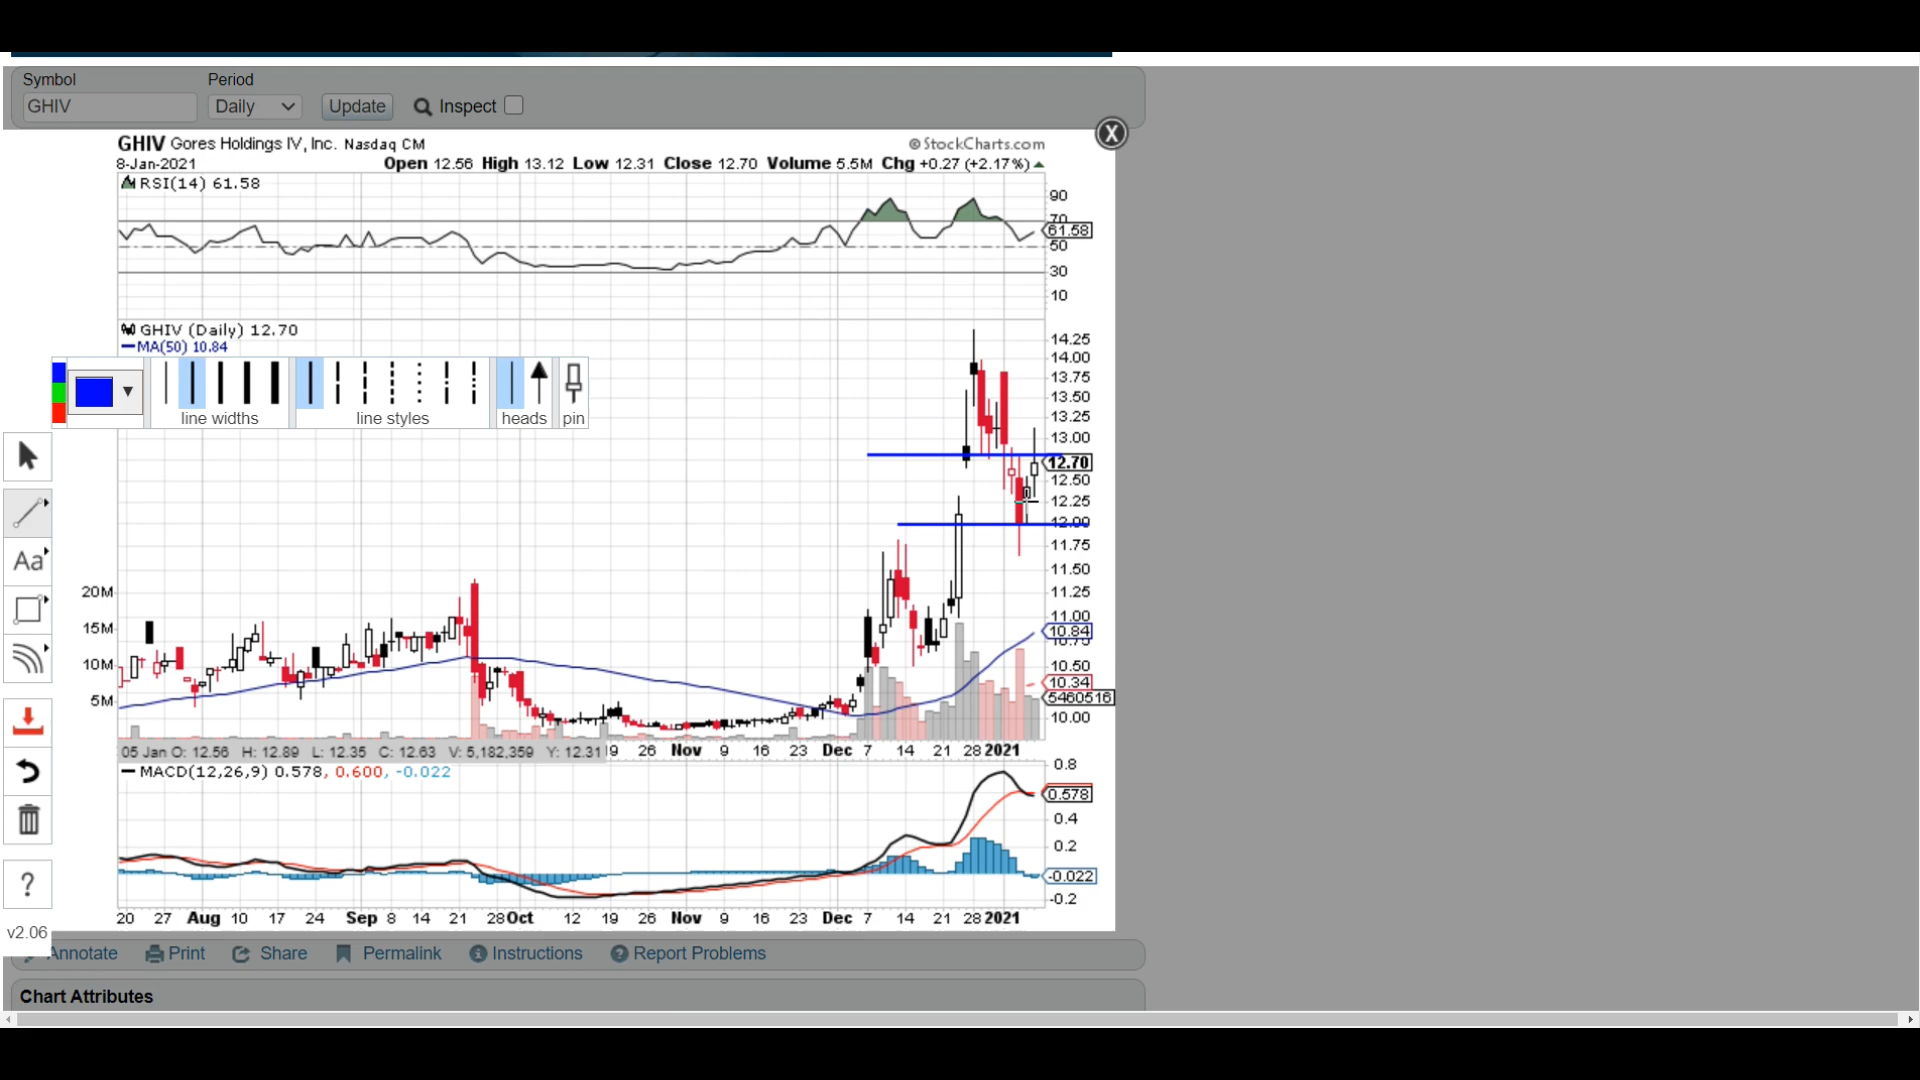 Symbol Period
GHIV Daily Update Inspect
X
GHIV Gores Holdings IV, Inc. Nasdaq CM © StockCharts.com
8-Jan-2021 Open 12.56 High 13.12 Low 12.31 Close 12.70 Volume 5.5M Chg +0.27 (+2.17%)
RSI(14) 61.58
90
70
61.58
50
30
10
GHIV (Daily) 12.70
MA(50) 10.84
14.25
14.00
13.75
13.50
13.25
13.00
12.70
12.50
12.25
12.00
11.75
11.50
11.25
11.00
10.84
10.75
10.50
10.34
5460516
10.00
line widths line styles heads pin
Aa
20M
15M
10M
5M
05 Jan O: 12.56 H: 12.89 L: 12.35 C: 12.63 V: 5,182,359 Y: 12.31
19 26 Nov 9 16 23 Dec 7 14 21 28 2021
MACD(12,26,9) 0.578, 0.600, -0.022
0.8
0.578
0.4
0.2
-0.022
-0.2
20 27 Aug 10 17 24 Sep 8 14 21 28 Oct 12 19 26 Nov 9 16 23 Dec 7 14 21 28 2021
?
v2.06
Annotate Print Share Permalink Instructions Report Problems
Chart Attributes